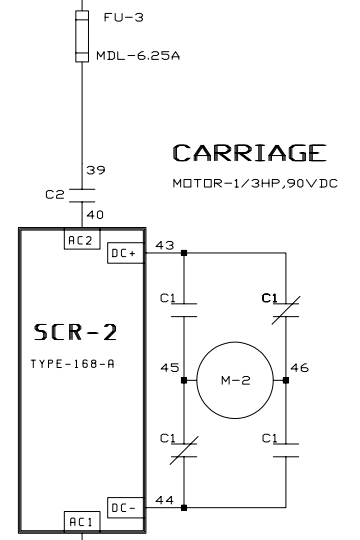 FU-3
MDL-6.25A
CARRIAGE
MOTOR-1/3HP,90VDC
39
C2
40
AC2
DC+
43
C1
C1
SCR-2
TYPE-168-A
45
M-2
46
C1
C1
DC-
44
AC1